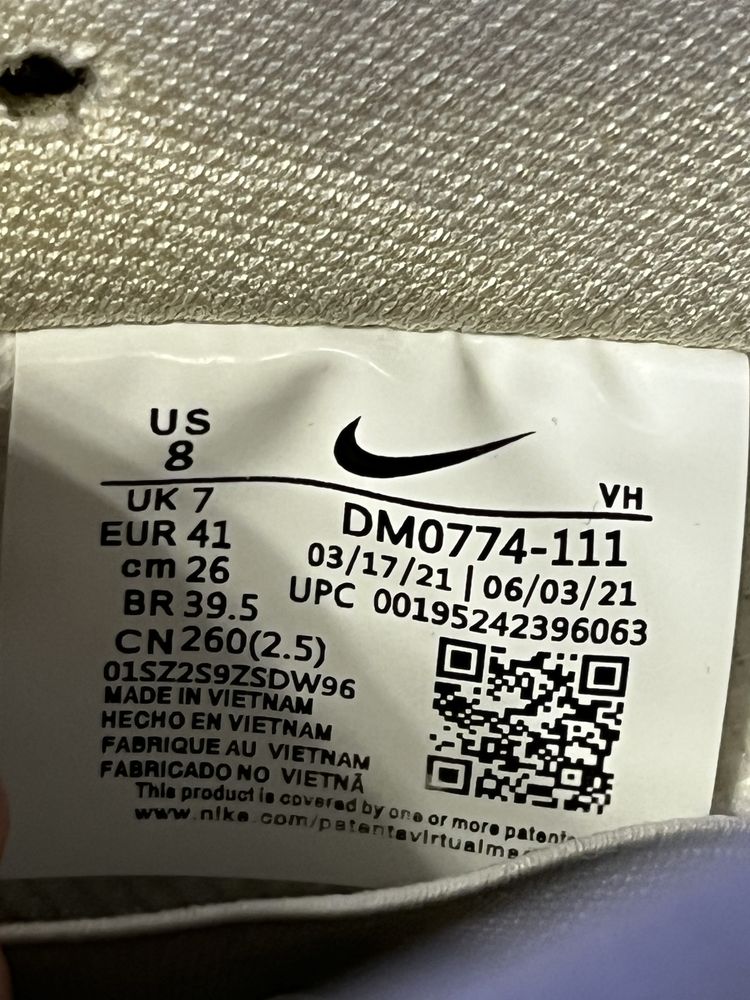 US
8
UK 7
EUR 41
cm 26
BR 39.5
CN 260(2.5)
01SZ2S9ZSDW96
MADE IN VIETNAM
HECHO EN VIETNAM
FABRIQUE AU VIETNAM
FABRICADO NO VIETNÃ
VH
DM0774-111
03/17/21 | 06/03/21
UPC 00195242396063
This product is covered by one or more patents
www.nike.com/patentsvirtualma